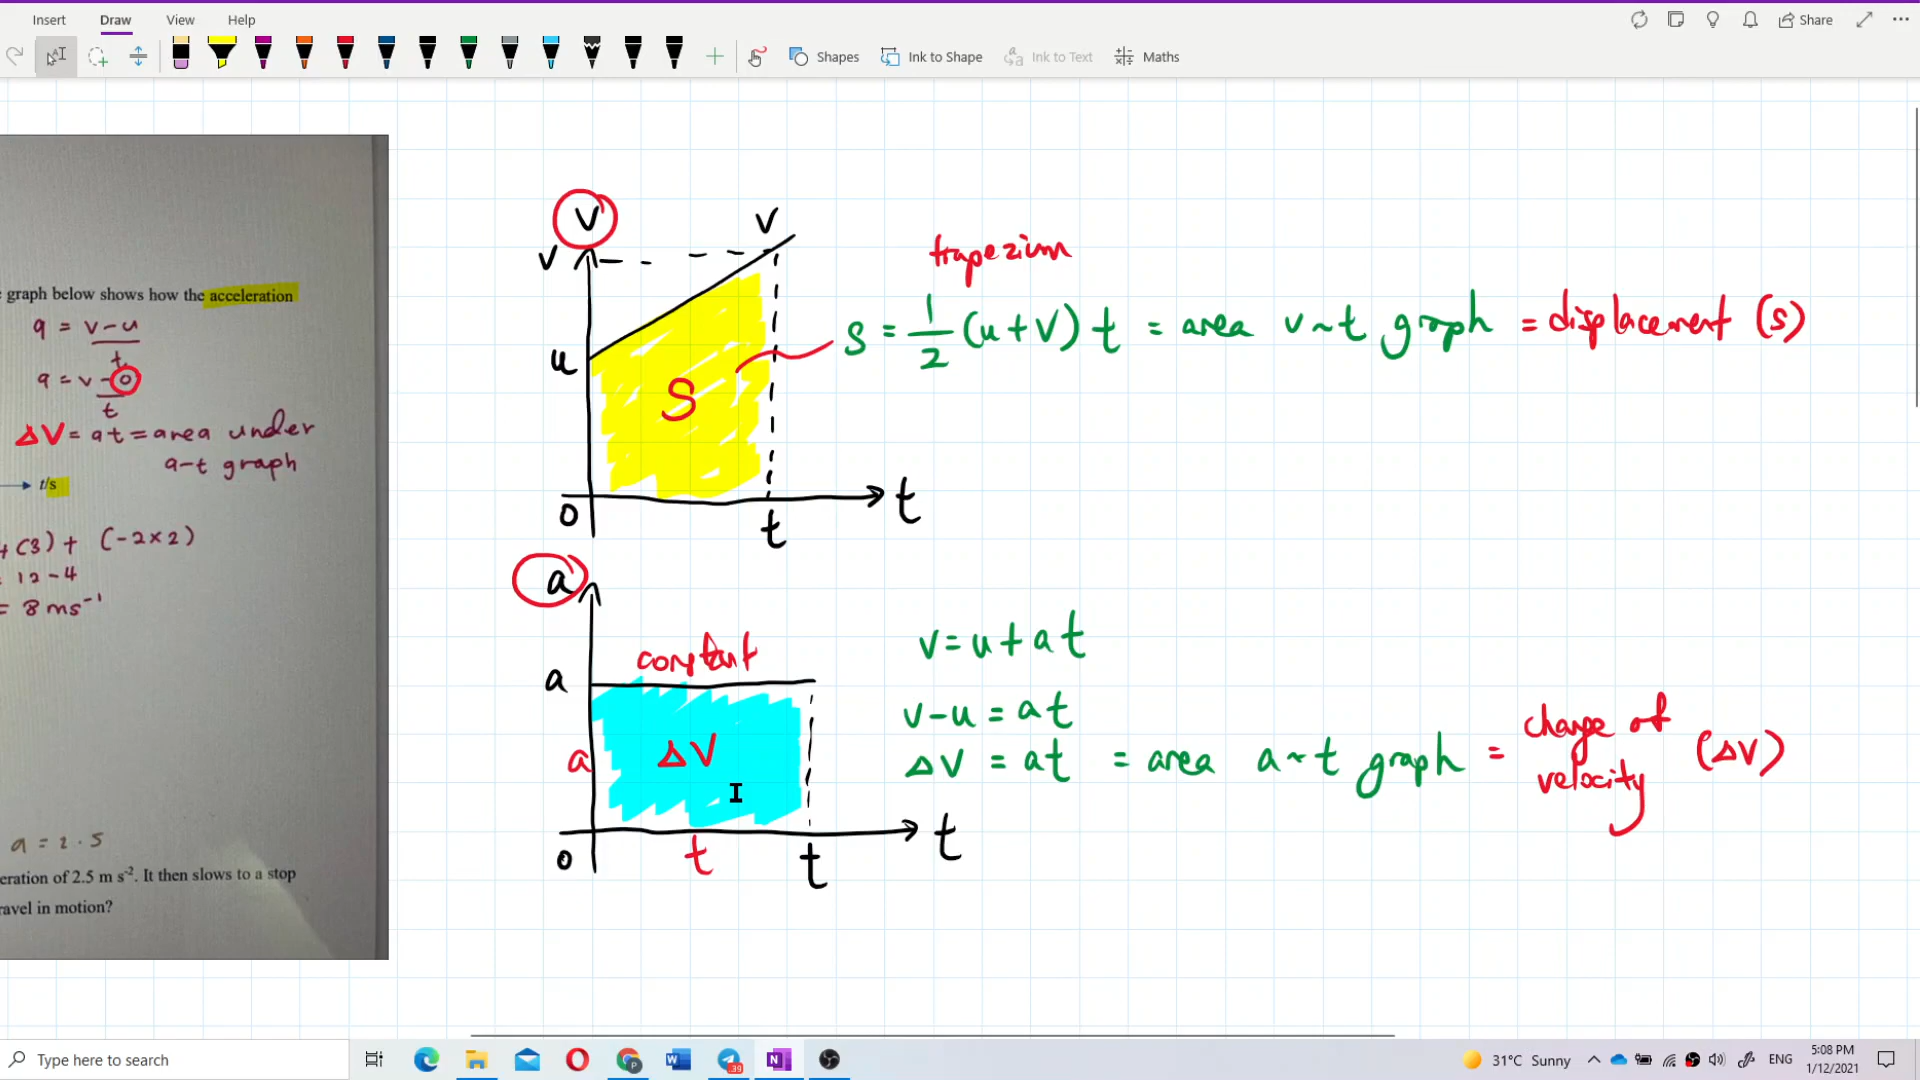 Insert Draw View Help
Share
Shapes Ink to Shape Ink to Text Maths
graph below shows how the acceleration
a = v-u
t
a = v-0
t
ΔV = at = area under
a-t graph
t/s
(3) + (-2×2)
12-4
= 8 ms⁻¹
a = 2.5
eration of 2.5 m s⁻². It then slows to a stop
ravel in motion?
V
V
V
u
S
0
t
t
trapezium
S = 1/2 (u+V) t = area v~t graph = displacement (s)
a
constant
a
a
ΔV
0
t
t
t
v = u + at
v-u = at
ΔV = at = area a~t graph = change of velocity (ΔV)
Type here to search
39
31°C Sunny
ENG
5:08 PM
1/12/2021